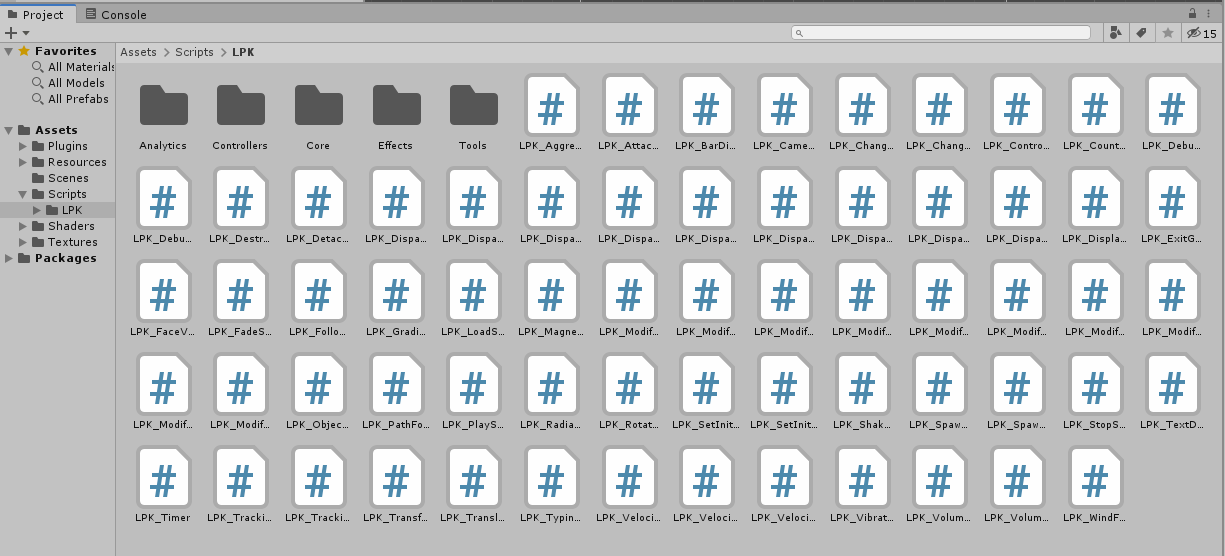 Project
Console
15
Favorites
All Materials
All Models
All Prefabs
Assets
Plugins
Resources
Scenes
Scripts
LPK
Shaders
Textures
Packages
Assets > Scripts > LPK
Analytics Controllers Core Effects Tools LPK_Aggre... LPK_Attac... LPK_BarDi... LPK_Came... LPK_Chang... LPK_Chang... LPK_Contro... LPK_Count... LPK_Debu...
LPK_Debu... LPK_Destr... LPK_Detac... LPK_Dispa... LPK_Dispa... LPK_Dispa... LPK_Dispa... LPK_Dispa... LPK_Dispa... LPK_Dispa... LPK_Dispa... LPK_Dispa... LPK_Displa... LPK_ExitG...
LPK_FaceV... LPK_FadeS... LPK_Follo... LPK_Gradi... LPK_LoadS... LPK_Magne... LPK_Modif... LPK_Modif... LPK_Modif... LPK_Modif... LPK_Modif... LPK_Modif... LPK_Modif... LPK_Modif...
LPK_Modif... LPK_Modif... LPK_Objec... LPK_PathFo... LPK_PlayS... LPK_Radia... LPK_Rotat... LPK_SetInit... LPK_SetInit... LPK_Shak... LPK_Spaw... LPK_Spaw... LPK_StopS... LPK_TextD...
LPK_Timer LPK_Tracki... LPK_Tracki... LPK_Transf... LPK_Transl... LPK_Typin... LPK_Veloci... LPK_Veloci... LPK_Veloci... LPK_Vibrat... LPK_Volum... LPK_Volum... LPK_WindF...